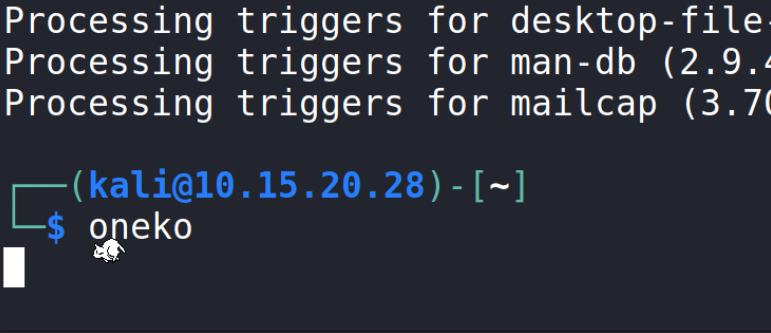 Processing triggers for desktop-file-
Processing triggers for man-db (2.9.4
Processing triggers for mailcap (3.70
(kali@10.15.20.28)-[~]
$ oneko